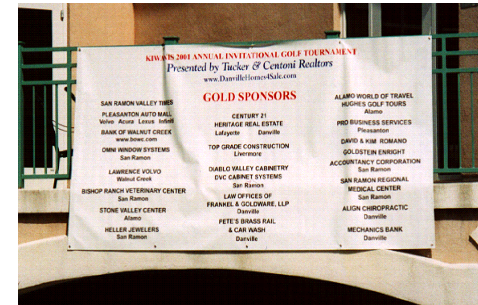 KIWANIS 2001 ANNUAL INVITATIONAL GOLF TOURNAMENT
Presented by Tucker & Centoni Realtors
www.DanvilleHomes4Sale.com
GOLD SPONSORS
SAN RAMON VALLEY TIMES
PLEASANTON AUTO MALL
Volvo Acura Lexus Infiniti
BANK OF WALNUT CREEK
www.bowc.com
OMNI WINDOW SYSTEMS
San Ramon
LAWRENCE VOLVO
Walnut Creek
BISHOP RANCH VETERINARY CENTER
San Ramon
STONE VALLEY CENTER
Alamo
HELLER JEWELERS
San Ramon
CENTURY 21
HERITAGE REAL ESTATE
Lafayette Danville
TOP GRADE CONSTRUCTION
Livermore
DIABLO VALLEY CABINETRY
DVC CABINET SYSTEMS
San Ramon
LAW OFFICES OF
FRANKEL & GOLDWARE, LLP
Danville
PETE'S BRASS RAIL
& CAR WASH
Danville
ALAMO WORLD OF TRAVEL
HUGHES GOLF TOURS
Alamo
PRO BUSINESS SERVICES
Pleasanton
DAVID & KIM ROMANO
GOLDSTEIN ENRIGHT
ACCOUNTANCY CORPORATION
San Ramon
SAN RAMON REGIONAL
MEDICAL CENTER
San Ramon
ALIGN CHIROPRACTIC
Danville
MECHANICS BANK
Danville